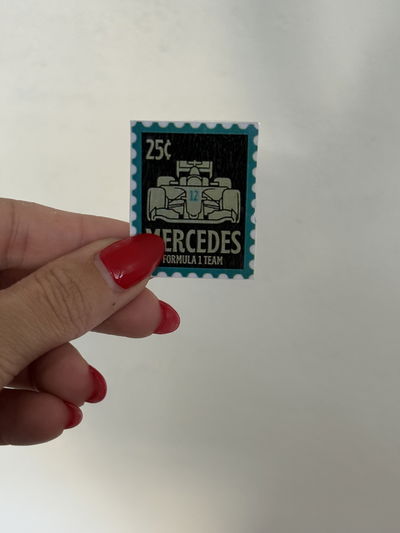 25¢
12
MERCEDES
FORMULA 1 TEAM